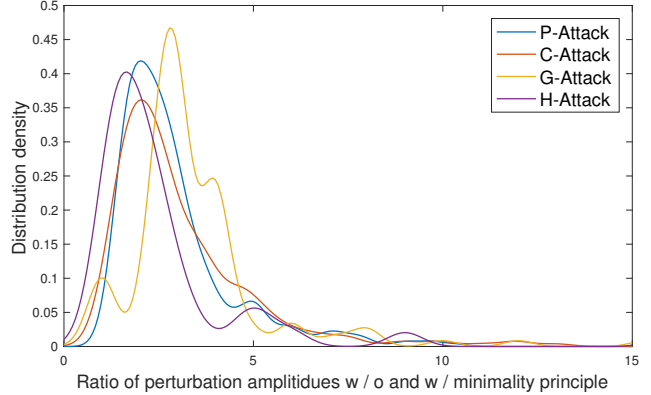 0.5
0.45
0.4
0.35
0.3
0.25
0.2
0.15
0.1
0.05
0
Distribution density
P-Attack
C-Attack
G-Attack
H-Attack
0 5 10 15
Ratio of perturbation amplitidues w / o and w / minimality principle